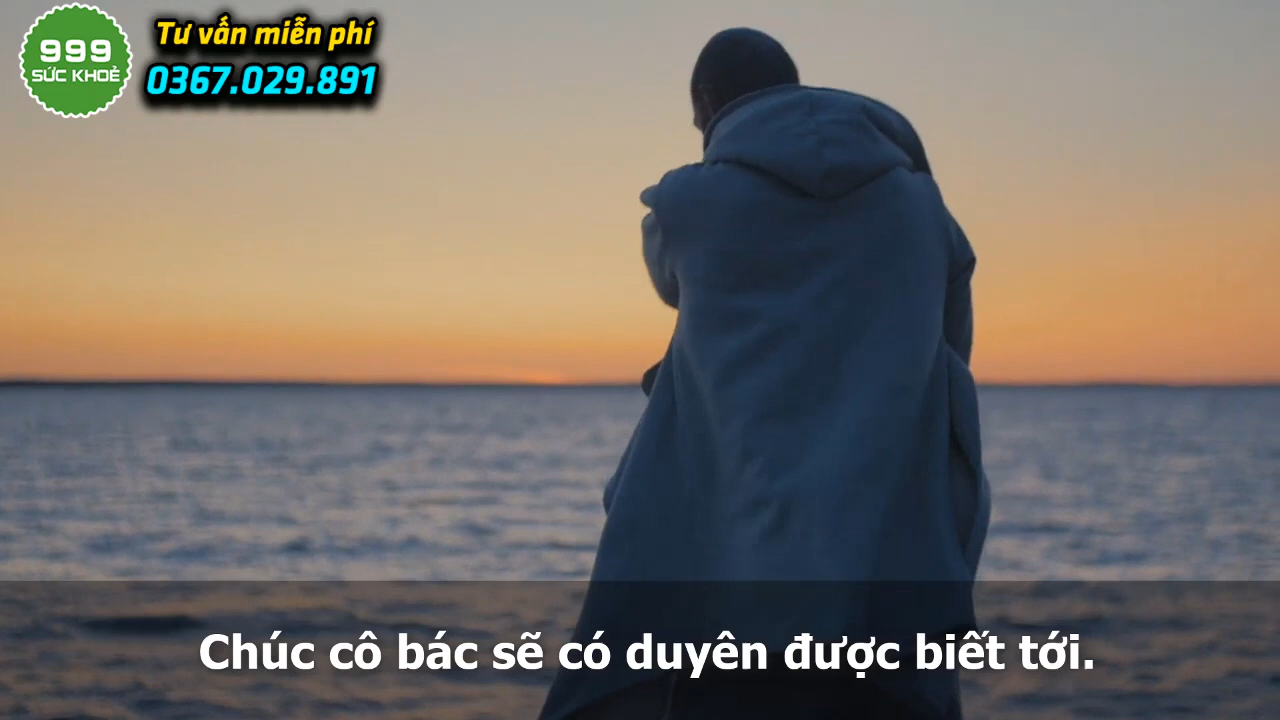 999
SỨC KHOẺ
Tư vấn miễn phí
0367.029.891
Chúc cô bác sẽ có duyên được biết tới.